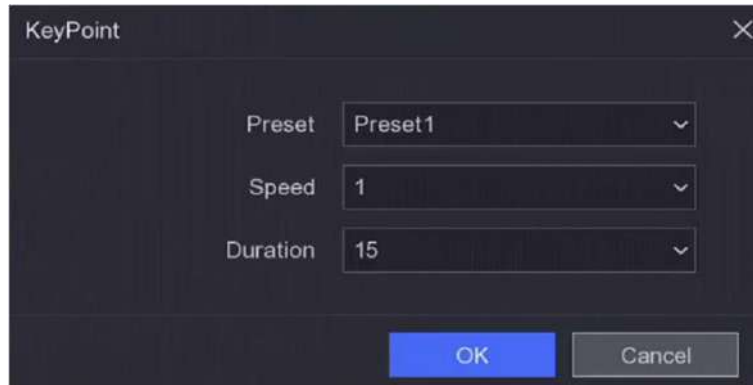 KeyPoint
Preset Preset1
Speed 1
Duration 15
OK Cancel